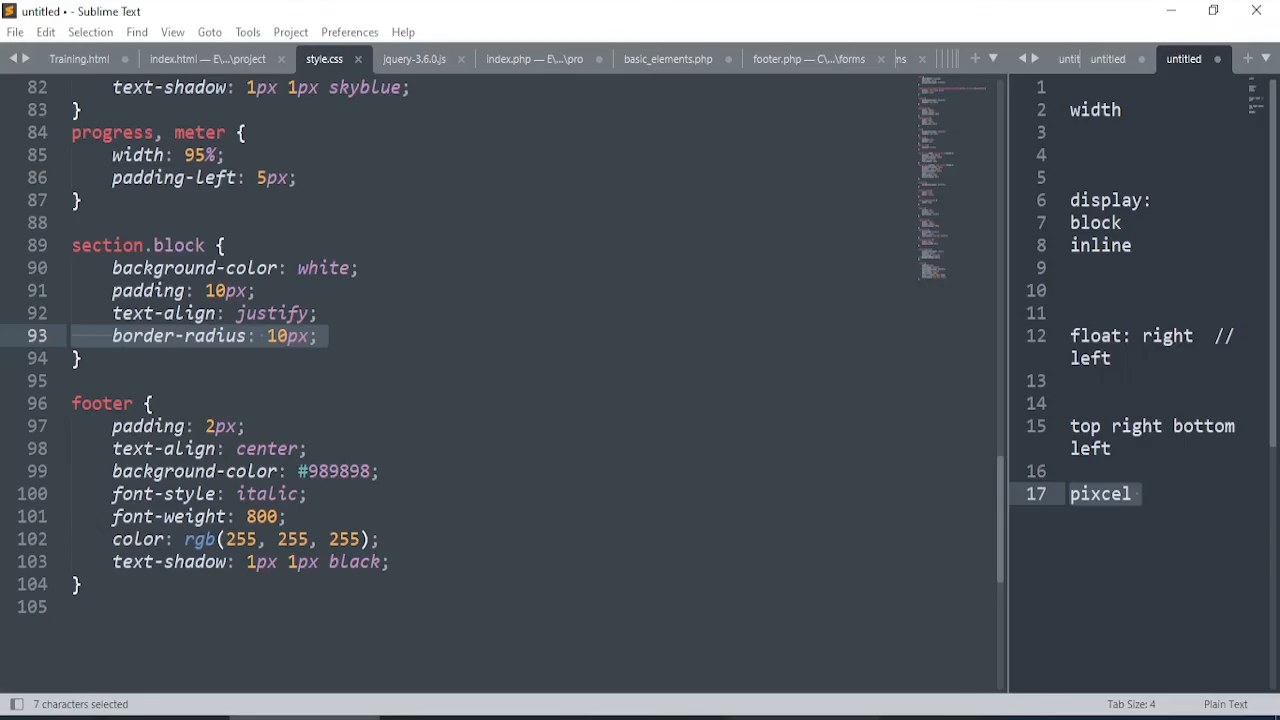 untitled • - Sublime Text
File Edit Selection Find View Goto Tools Project Preferences Help
Training.html index.html — E\...\project style.css jquery-3.6.0.js index.php — E\...\pro basic_elements.php footer.php — C\...\forms ns untit untitled untitled
82 text-shadow: 1px 1px skyblue;
83 }
84 progress, meter {
85 width: 95%;
86 padding-left: 5px;
87 }
88
89 section.block {
90 background-color: white;
91 padding: 10px;
92 text-align: justify;
93 border-radius: 10px;
94 }
95
96 footer {
97 padding: 2px;
98 text-align: center;
99 background-color: #989898;
100 font-style: italic;
101 font-weight: 800;
102 color: rgb(255, 255, 255);
103 text-shadow: 1px 1px black;
104 }
105
1
2 width
3
4
5
6 display:
7 block
8 inline
9
10
11
12 float: right //
left
13
14
15 top right bottom
left
16
17 pixcel
7 characters selected Tab Size: 4 Plain Text